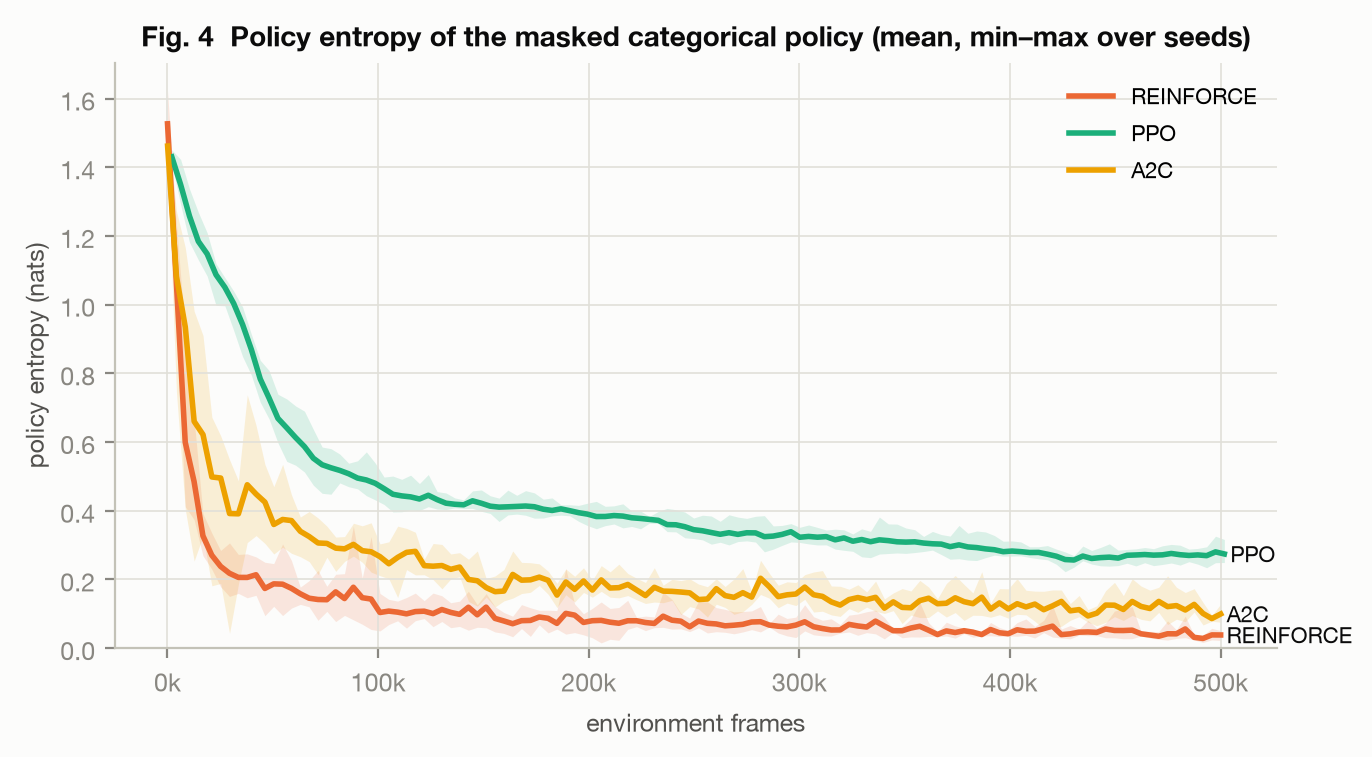 Fig. 4  Policy entropy of the masked categorical policy (mean, min–max over seeds)
REINFORCE
PPO
A2C
policy entropy (nats)
1.6
1.4
1.2
1.0
0.8
0.6
0.4
0.2
0.0
PPO
A2C
REINFORCE
0k 100k 200k 300k 400k 500k
environment frames